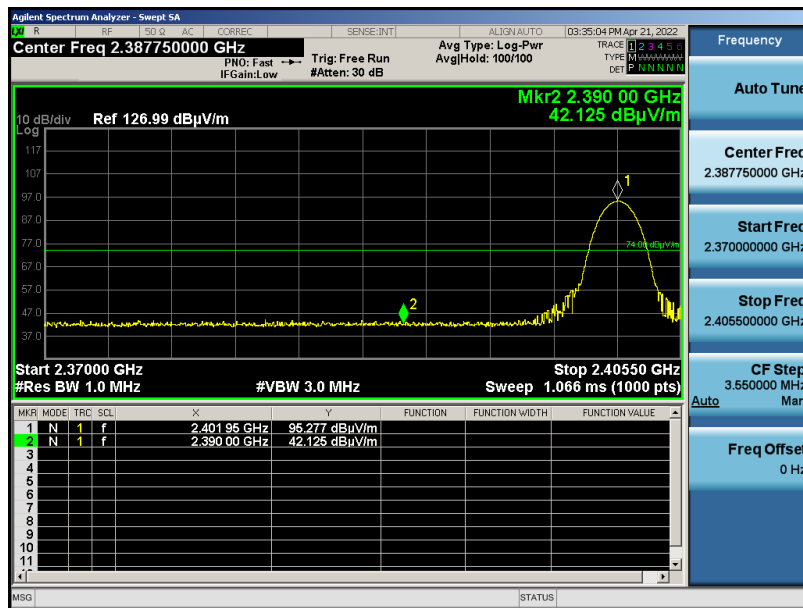 Agilent Spectrum Analyzer - Swept SA
LXI R RF 50 Ω AC CORREC SENSE:INT ALIGN AUTO 03:35:04 PM Apr 21, 2022
Center Freq 2.387750000 GHz
PNO: Fast
IFGain:Low
Trig: Free Run
#Atten: 30 dB
Avg Type: Log-Pwr
Avg|Hold: 100/100
TRACE 1 2 3 4 5 6
TYPE M
DET P N N N N N
Mkr2 2.390 00 GHz
42.125 dBµV/m
10 dB/div Ref 126.99 dBµV/m
Log
117
107
97.0
87.0
77.0
67.0
57.0
47.0
37.0
1
74.00 dBµV/m
2
Start 2.37000 GHz Stop 2.40550 GHz
#Res BW 1.0 MHz #VBW 3.0 MHz Sweep 1.066 ms (1000 pts)
MKR MODE TRC SCL X Y FUNCTION FUNCTION WIDTH FUNCTION VALUE
1 N 1 f 2.401 95 GHz 95.277 dBµV/m
2 N 1 f 2.390 00 GHz 42.125 dBµV/m
3
4
5
6
7
8
9
10
11
MSG STATUS
Frequency
Auto Tune
Center Freq
2.387750000 GHz
Start Freq
2.370000000 GHz
Stop Freq
2.405500000 GHz
CF Step
3.550000 MHz
Auto Man
Freq Offset
0 Hz